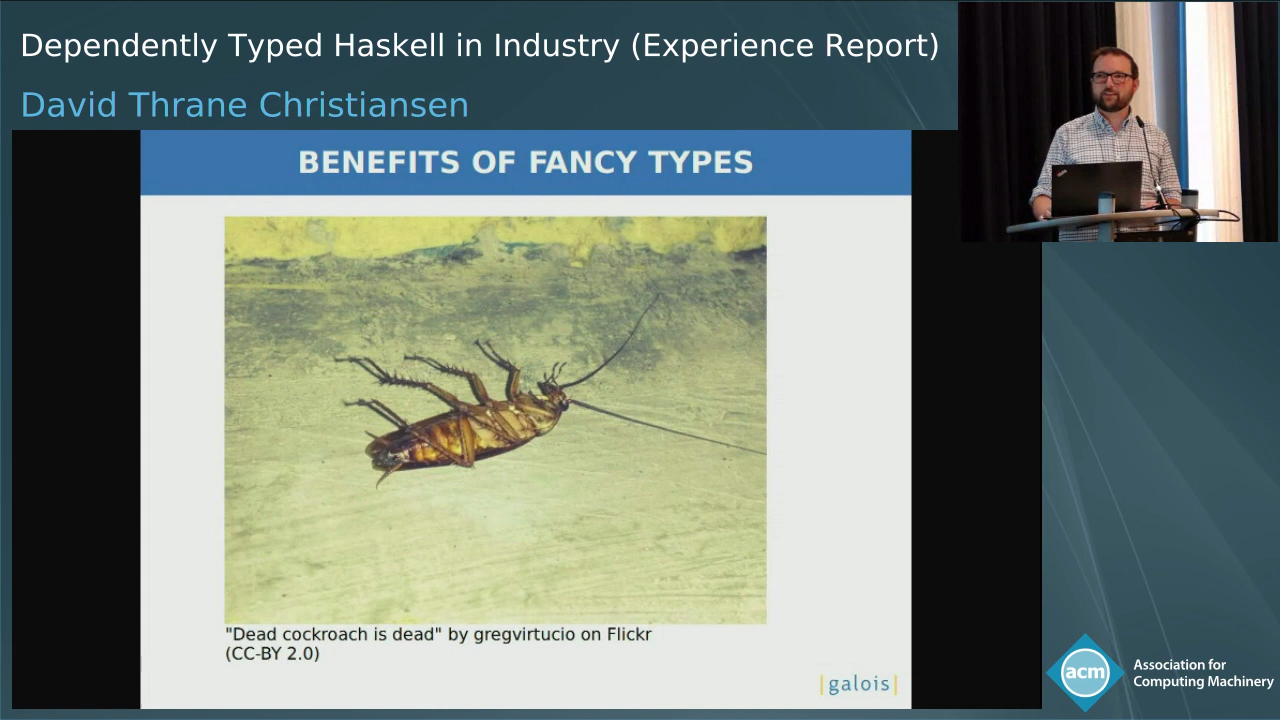 Dependently Typed Haskell in Industry (Experience Report)
David Thrane Christiansen
BENEFITS OF FANCY TYPES
"Dead cockroach is dead" by gregvirtucio on Flickr
(CC-BY 2.0)
|galois|
acm
Association for
Computing Machinery